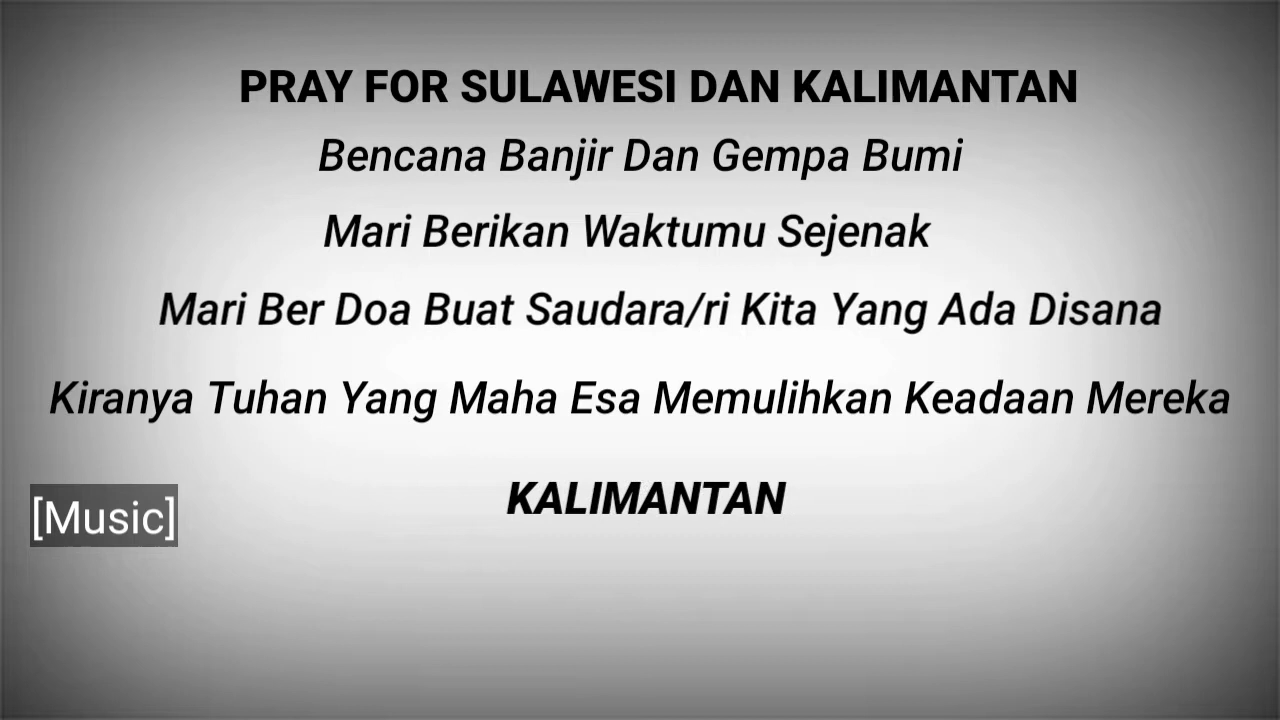 PRAY FOR SULAWESI DAN KALIMANTAN
Bencana Banjir Dan Gempa Bumi
Mari Berikan Waktumu Sejenak
Mari Ber Doa Buat Saudara/ri Kita Yang Ada Disana
Kiranya Tuhan Yang Maha Esa Memulihkan Keadaan Mereka
KALIMANTAN
[Music]